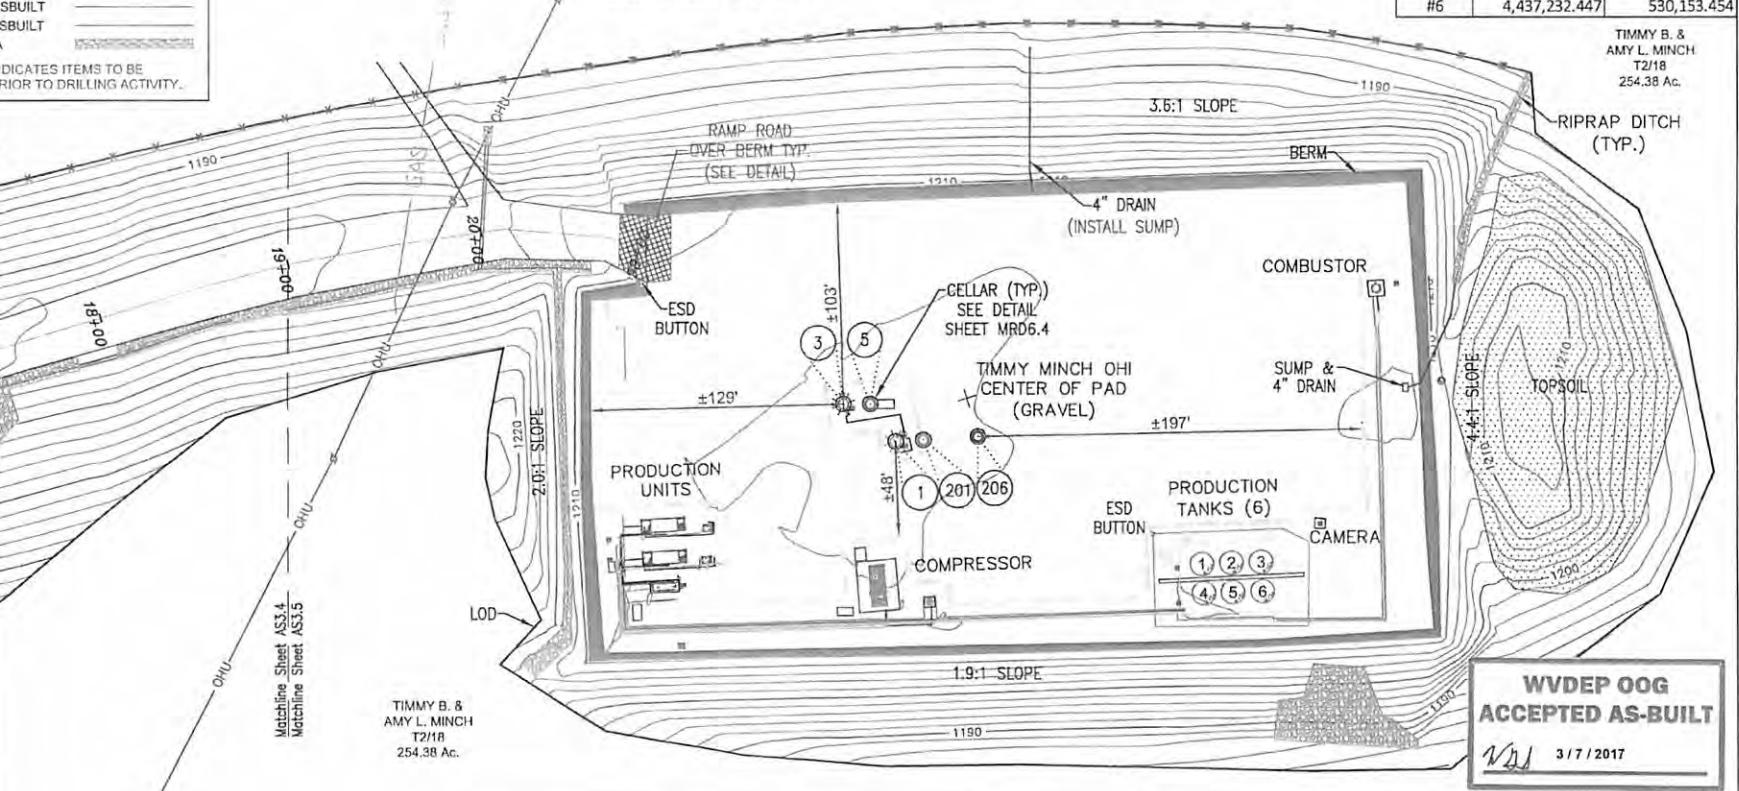 SBUILT
SBUILT
DICATES ITEMS TO BE
RIOR TO DRILLING ACTIVITY.
#6 4,437,232.447 530,153.454
TIMMY B. &
AMY L. MINCH
T2/18
254.38 Ac.
RIPRAP DITCH
(TYP.)
1190
3.6:1 SLOPE
BERM
OHU
GAS
1190
RAMP ROAD
OVER BERM TYP.
(SEE DETAIL)
1210
4" DRAIN
(INSTALL SUMP)
20+00
19+00
18+00
ESD
BUTTON
±103'
CELLAR (TYP.)
SEE DETAIL
SHEET MRD6.4
COMBUSTOR
3
5
TIMMY MINCH OHI
CENTER OF PAD
(GRAVEL)
SUMP &
4" DRAIN
OHU
±129'
±197'
4.4:1 SLOPE
1210
TOPSOIL
1210
1220
2.0:1 SLOPE
1210
PRODUCTION
UNITS
±48'
1
201
206
PRODUCTION
TANKS (6)
ESD
BUTTON
CAMERA
OHU
COMPRESSOR
1
2
3
4
5
6
1200
LOD
Matchline Sheet AS3.4
Matchline Sheet AS3.5
OHU
1.9:1 SLOPE
1190
1190
TIMMY B. &
AMY L. MINCH
T2/18
254.38 Ac.
WVDEP OOG
ACCEPTED AS-BUILT
3/7/2017